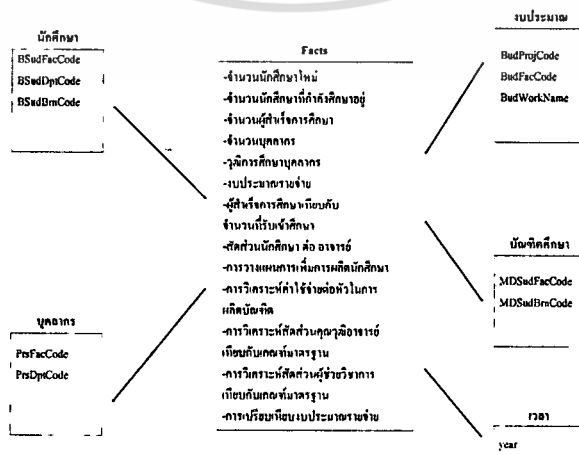 นักศึกษา
BSudFacCode
BSudDptCode
BSudBrnCode
บุคลากร
PrsFacCode
PrsDptCode
Facts
-จำนวนนักศึกษาใหม่
-จำนวนนักศึกษาที่กำลังศึกษาอยู่
-จำนวนผู้สำเร็จการศึกษา
-จำนวนบุคลากร
-วุฒิการศึกษาบุคลากร
-งบประมาณรายจ่าย
-ผู้สำเร็จการศึกษาเทียบกับ
จำนวนที่รับเข้าศึกษา
-สัดส่วนนักศึกษา ต่อ อาจารย์
-การวางแผนการเพิ่มการผลิตนักศึกษา
-การวิเคราะห์ค่าใช้จ่ายต่อหัวในการ
ผลิตบัณฑิต
-การวิเคราะห์สัดส่วนคุณวุฒิอาจารย์
เทียบกับเกณฑ์มาตรฐาน
-การวิเคราะห์สัดส่วนผู้ช่วยวิชาการ
เทียบกับเกณฑ์มาตรฐาน
-การเปรียบเทียบงบประมาณรายจ่าย
งบประมาณ
BudProjCode
BudFacCode
BudWorkName
บัณฑิตศึกษา
MDSudFacCode
MDSudBrnCode
เวลา
year